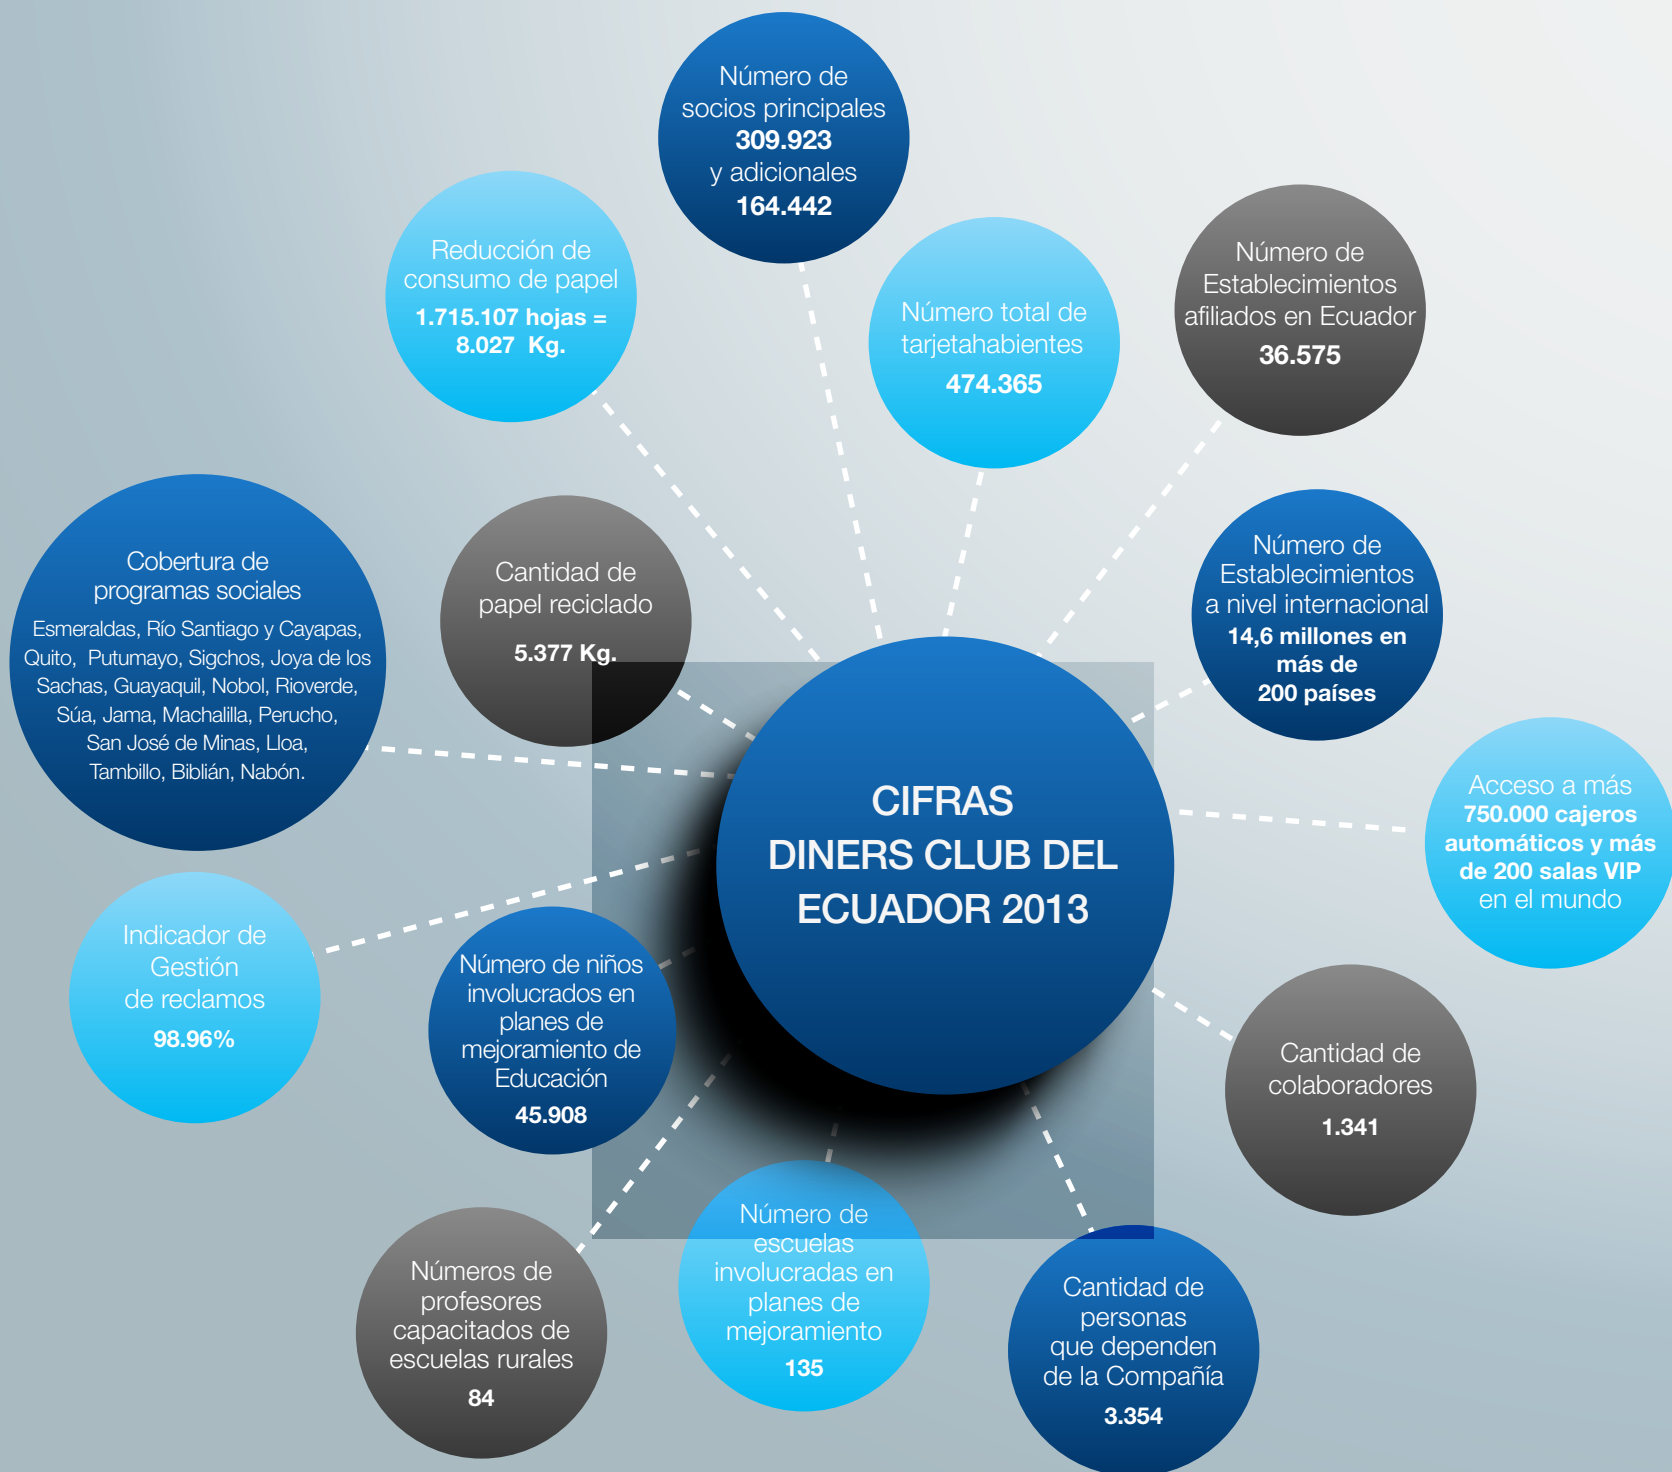 Número de
socios principales
309.923
y adicionales
164.442
Reducción de
consumo de papel
1.715.107 hojas =
8.027 Kg.
Número total de
tarjetahabientes
474.365
Número de
Establecimientos
afiliados en Ecuador
36.575
Cobertura de
programas sociales
Esmeraldas, Río Santiago y Cayapas,
Quito, Putumayo, Sigchos, Joya de los
Sachas, Guayaquil, Nobol, Rioverde,
Súa, Jama, Machalilla, Perucho,
San José de Minas, Lloa,
Tambillo, Biblián, Nabón.
Cantidad de
papel reciclado
5.377 Kg.
Número de
Establecimientos
a nivel internacional
14,6 millones en
más de
200 países
CIFRAS
DINERS CLUB DEL
ECUADOR 2013
Acceso a más
750.000 cajeros
automáticos y más
de 200 salas VIP
en el mundo
Indicador de
Gestión
de reclamos
98.96%
Número de niños
involucrados en
planes de
mejoramiento de
Educación
45.908
Cantidad de
colaboradores
1.341
Números de
profesores
capacitados de
escuelas rurales
84
Número de
escuelas
involucradas en
planes de
mejoramiento
135
Cantidad de
personas
que dependen
de la Compañía
3.354